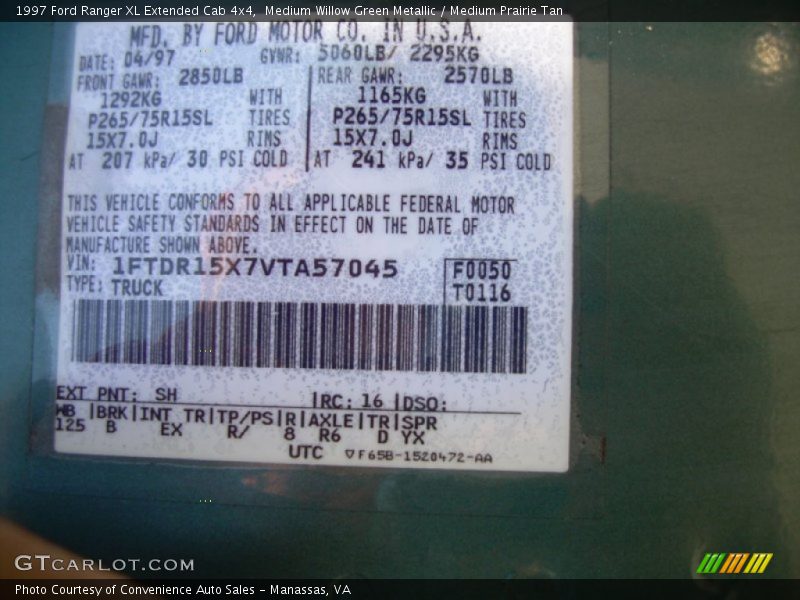 1997 Ford Ranger XL Extended Cab 4x4, Medium Willow Green Metallic / Medium Prairie Tan
MFD. BY FORD MOTOR CO. IN U.S.A.
DATE: 04/97 GVWR: 5060LB/ 2295KG
FRONT GAWR: 2850LB REAR GAWR: 2570LB
1292KG WITH 1165KG WITH
P265/75R15SL TIRES P265/75R15SL TIRES
15X7.0J RIMS 15X7.0J RIMS
AT 207 kPa/ 30 PSI COLD AT 241 kPa/ 35 PSI COLD
THIS VEHICLE CONFORMS TO ALL APPLICABLE FEDERAL MOTOR
VEHICLE SAFETY STANDARDS IN EFFECT ON THE DATE OF
MANUFACTURE SHOWN ABOVE.
VIN: 1FTDR15X7VTA57045 F0050
TYPE: TRUCK T0116
EXT PNT: SH RC: 16 DSO:
WB BRK INT TR TP/PS R AXLE TR SPR
125 B EX R/ 8 R6 D YX
UTC ▽F65B-1520472-AA
GTCARLOT.COM
Photo Courtesy of Convenience Auto Sales - Manassas, VA